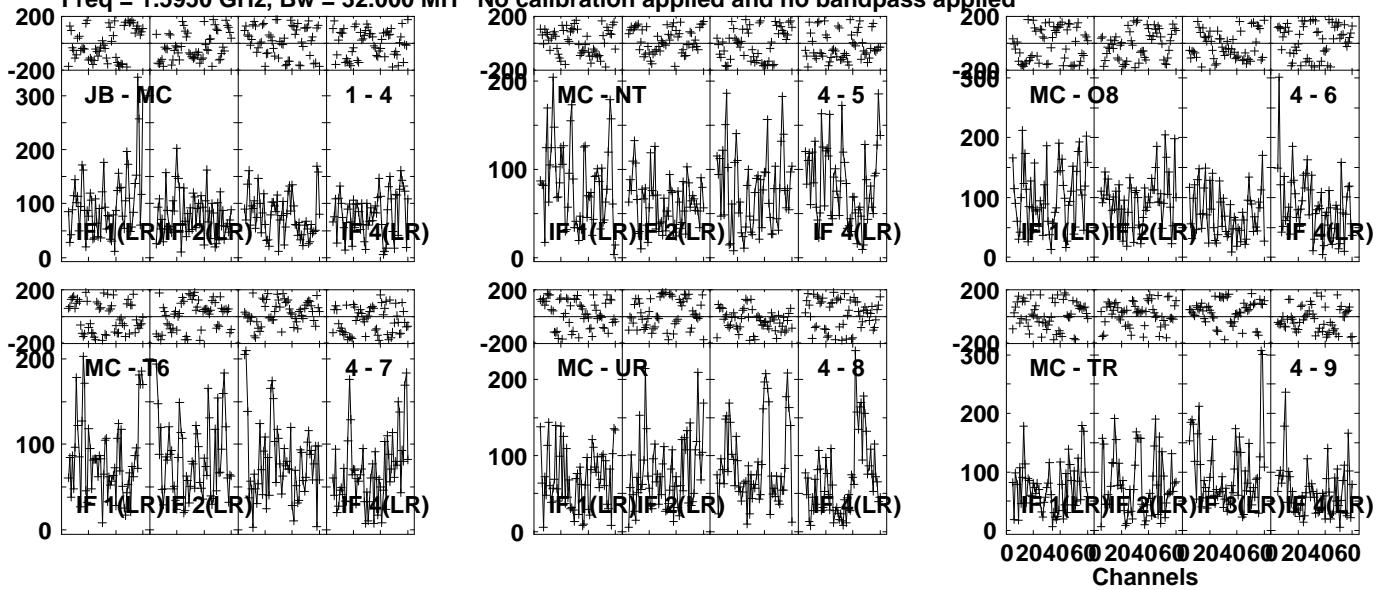 Freq = 1.5950 GHz, Bw = 32.000 MH No calibration applied and no bandpass applied
200
-200
JB - MC 1 - 4
300
200
100
0
IF 1(LR) IF 2(LR) IF 4(LR)
200
-200
200
MC - NT 4 - 5
100
0
IF 1(LR) IF 2(LR) IF 4(LR)
200
-200
300
MC - O8 4 - 6
200
100
0
IF 1(LR) IF 2(LR) IF 4(LR)
200
-200
200
MC - T6 4 - 7
100
0
IF 1(LR) IF 2(LR) IF 4(LR)
200
-200
MC - UR 4 - 8
200
100
0
IF 1(LR) IF 2(LR) IF 4(LR)
200
-200
300
MC - TR 4 - 9
200
100
0
IF 1(LR) IF 2(LR) IF 3(LR) IF 4(LR)
0 20 40 60 0 20 40 60 0 20 40 60 0 20 40 60
Channels